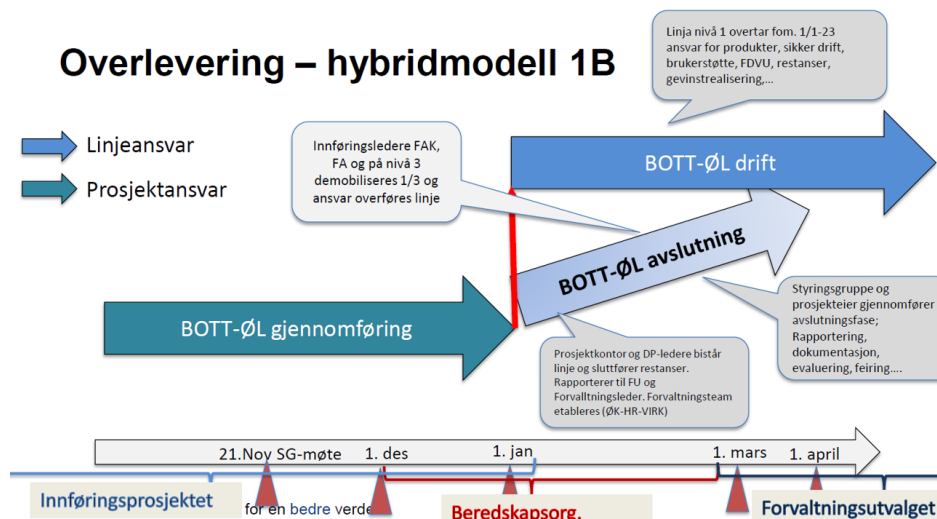 Overlevering – hybridmodell 1B
Linja nivå 1 overtar fom. 1/1-23
ansvar for produkter, sikker drift,
brukerstøtte, FDVU, restanser,
gevinstrealisering,...
Linjeansvar
Prosjektansvar
Innføringsledere FAK,
FA og på nivå 3
demobiliseres 1/3 og
ansvar overføres linje
BOTT-ØL drift
BOTT-ØL avslutning
BOTT-ØL gjennomføring
Styringsgruppe og
prosjekteier gjennomfører
avslutningsfase;
Rapportering,
dokumentasjon,
evaluering, feiring....
Prosjektkontor og DP-ledere bistår
linje og sluttfører restanser.
Rapporterer til FU og
Forvalltningsleder. Forvaltningsteam
etableres (ØK-HR-VIRK)
21.Nov SG-møte
1. des
1. jan
1. mars
1. april
Innføringsprosjektet
for en bedre verde
Beredskapsorg.
Forvaltningsutvalget